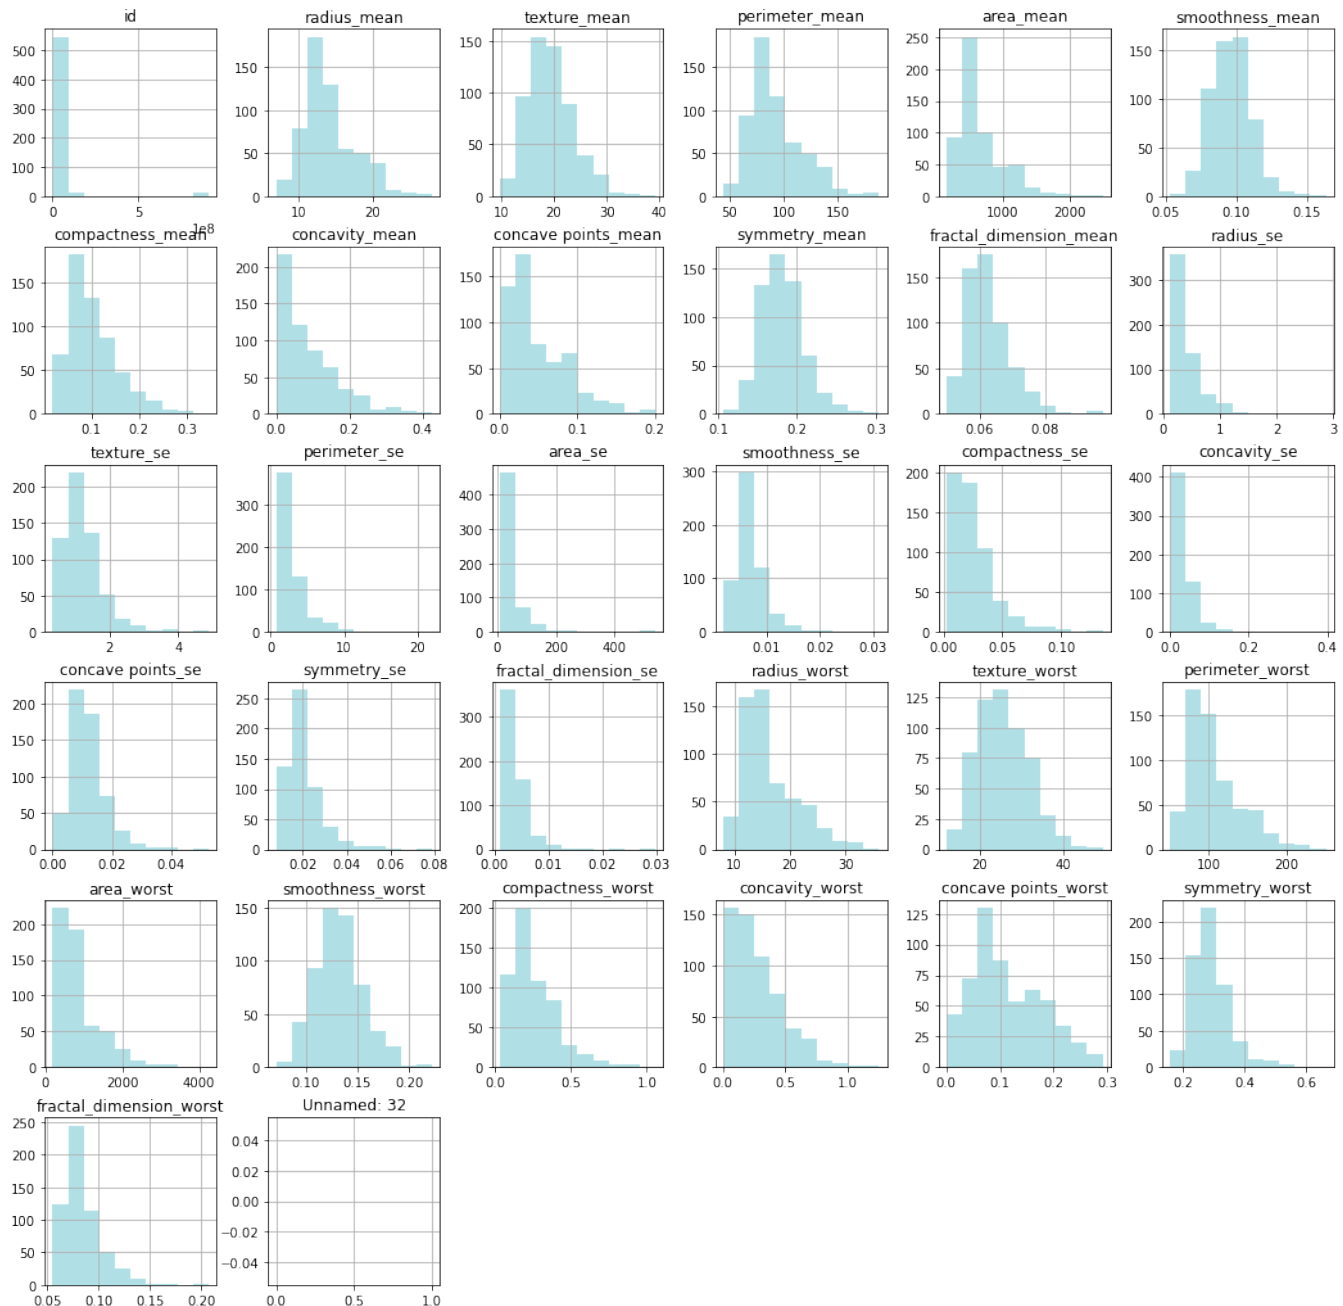 id radius_mean texture_mean perimeter_mean area_mean smoothness_mean
500 400 300 200 100 0
0 5
1e8
150 100 50 0
10 20
150 100 50 0
10 20 30 40
150 100 50 0
50 100 150
250 200 150 100 50 0
1000 2000
150 100 50 0
0.05 0.10 0.15
compactness_mean concavity_mean concave points_mean symmetry_mean fractal_dimension_mean radius_se
150 100 50 0
0.1 0.2 0.3
200 150 100 50 0
0.0 0.2 0.4
150 100 50 0
0.0 0.1 0.2
150 100 50 0
0.1 0.2 0.3
150 100 50 0
0.06 0.08
350 300 250 200 150 100 50 0
0 1 2 3
texture_se perimeter_se area_se smoothness_se compactness_se concavity_se
200 150 100 50 0
2 4
300 200 100 0
0 10 20
400 300 200 100 0
0 200 400
300 200 100 0
0.01 0.02 0.03
200 150 100 50 0
0.00 0.05 0.10
400 300 200 100 0
0.0 0.2 0.4
concave points_se symmetry_se fractal_dimension_se radius_worst texture_worst perimeter_worst
200 150 100 50 0
0.00 0.02 0.04
250 200 150 100 50 0
0.02 0.04 0.06 0.08
300 200 100 0
0.00 0.01 0.02 0.03
150 100 50 0
10 20 30
125 100 75 50 25 0
20 40
150 100 50 0
100 200
area_worst smoothness_worst compactness_worst concavity_worst concave points_worst symmetry_worst
200 150 100 50 0
0 2000 4000
150 100 50 0
0.10 0.15 0.20
200 150 100 50 0
0.0 0.5 1.0
150 100 50 0
0.0 0.5 1.0
125 100 75 50 25 0
0.0 0.1 0.2 0.3
200 150 100 50 0
0.2 0.4 0.6
fractal_dimension_worst Unnamed: 32
250 200 150 100 50 0
0.05 0.10 0.15 0.20
0.04 0.02 0.00 −0.02 −0.04
0.0 0.5 1.0